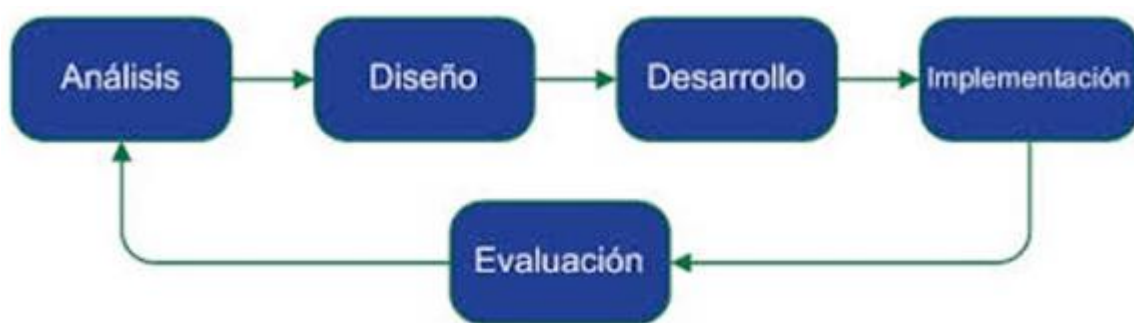 Análisis
Diseño
Desarrollo
Implementación
Evaluación